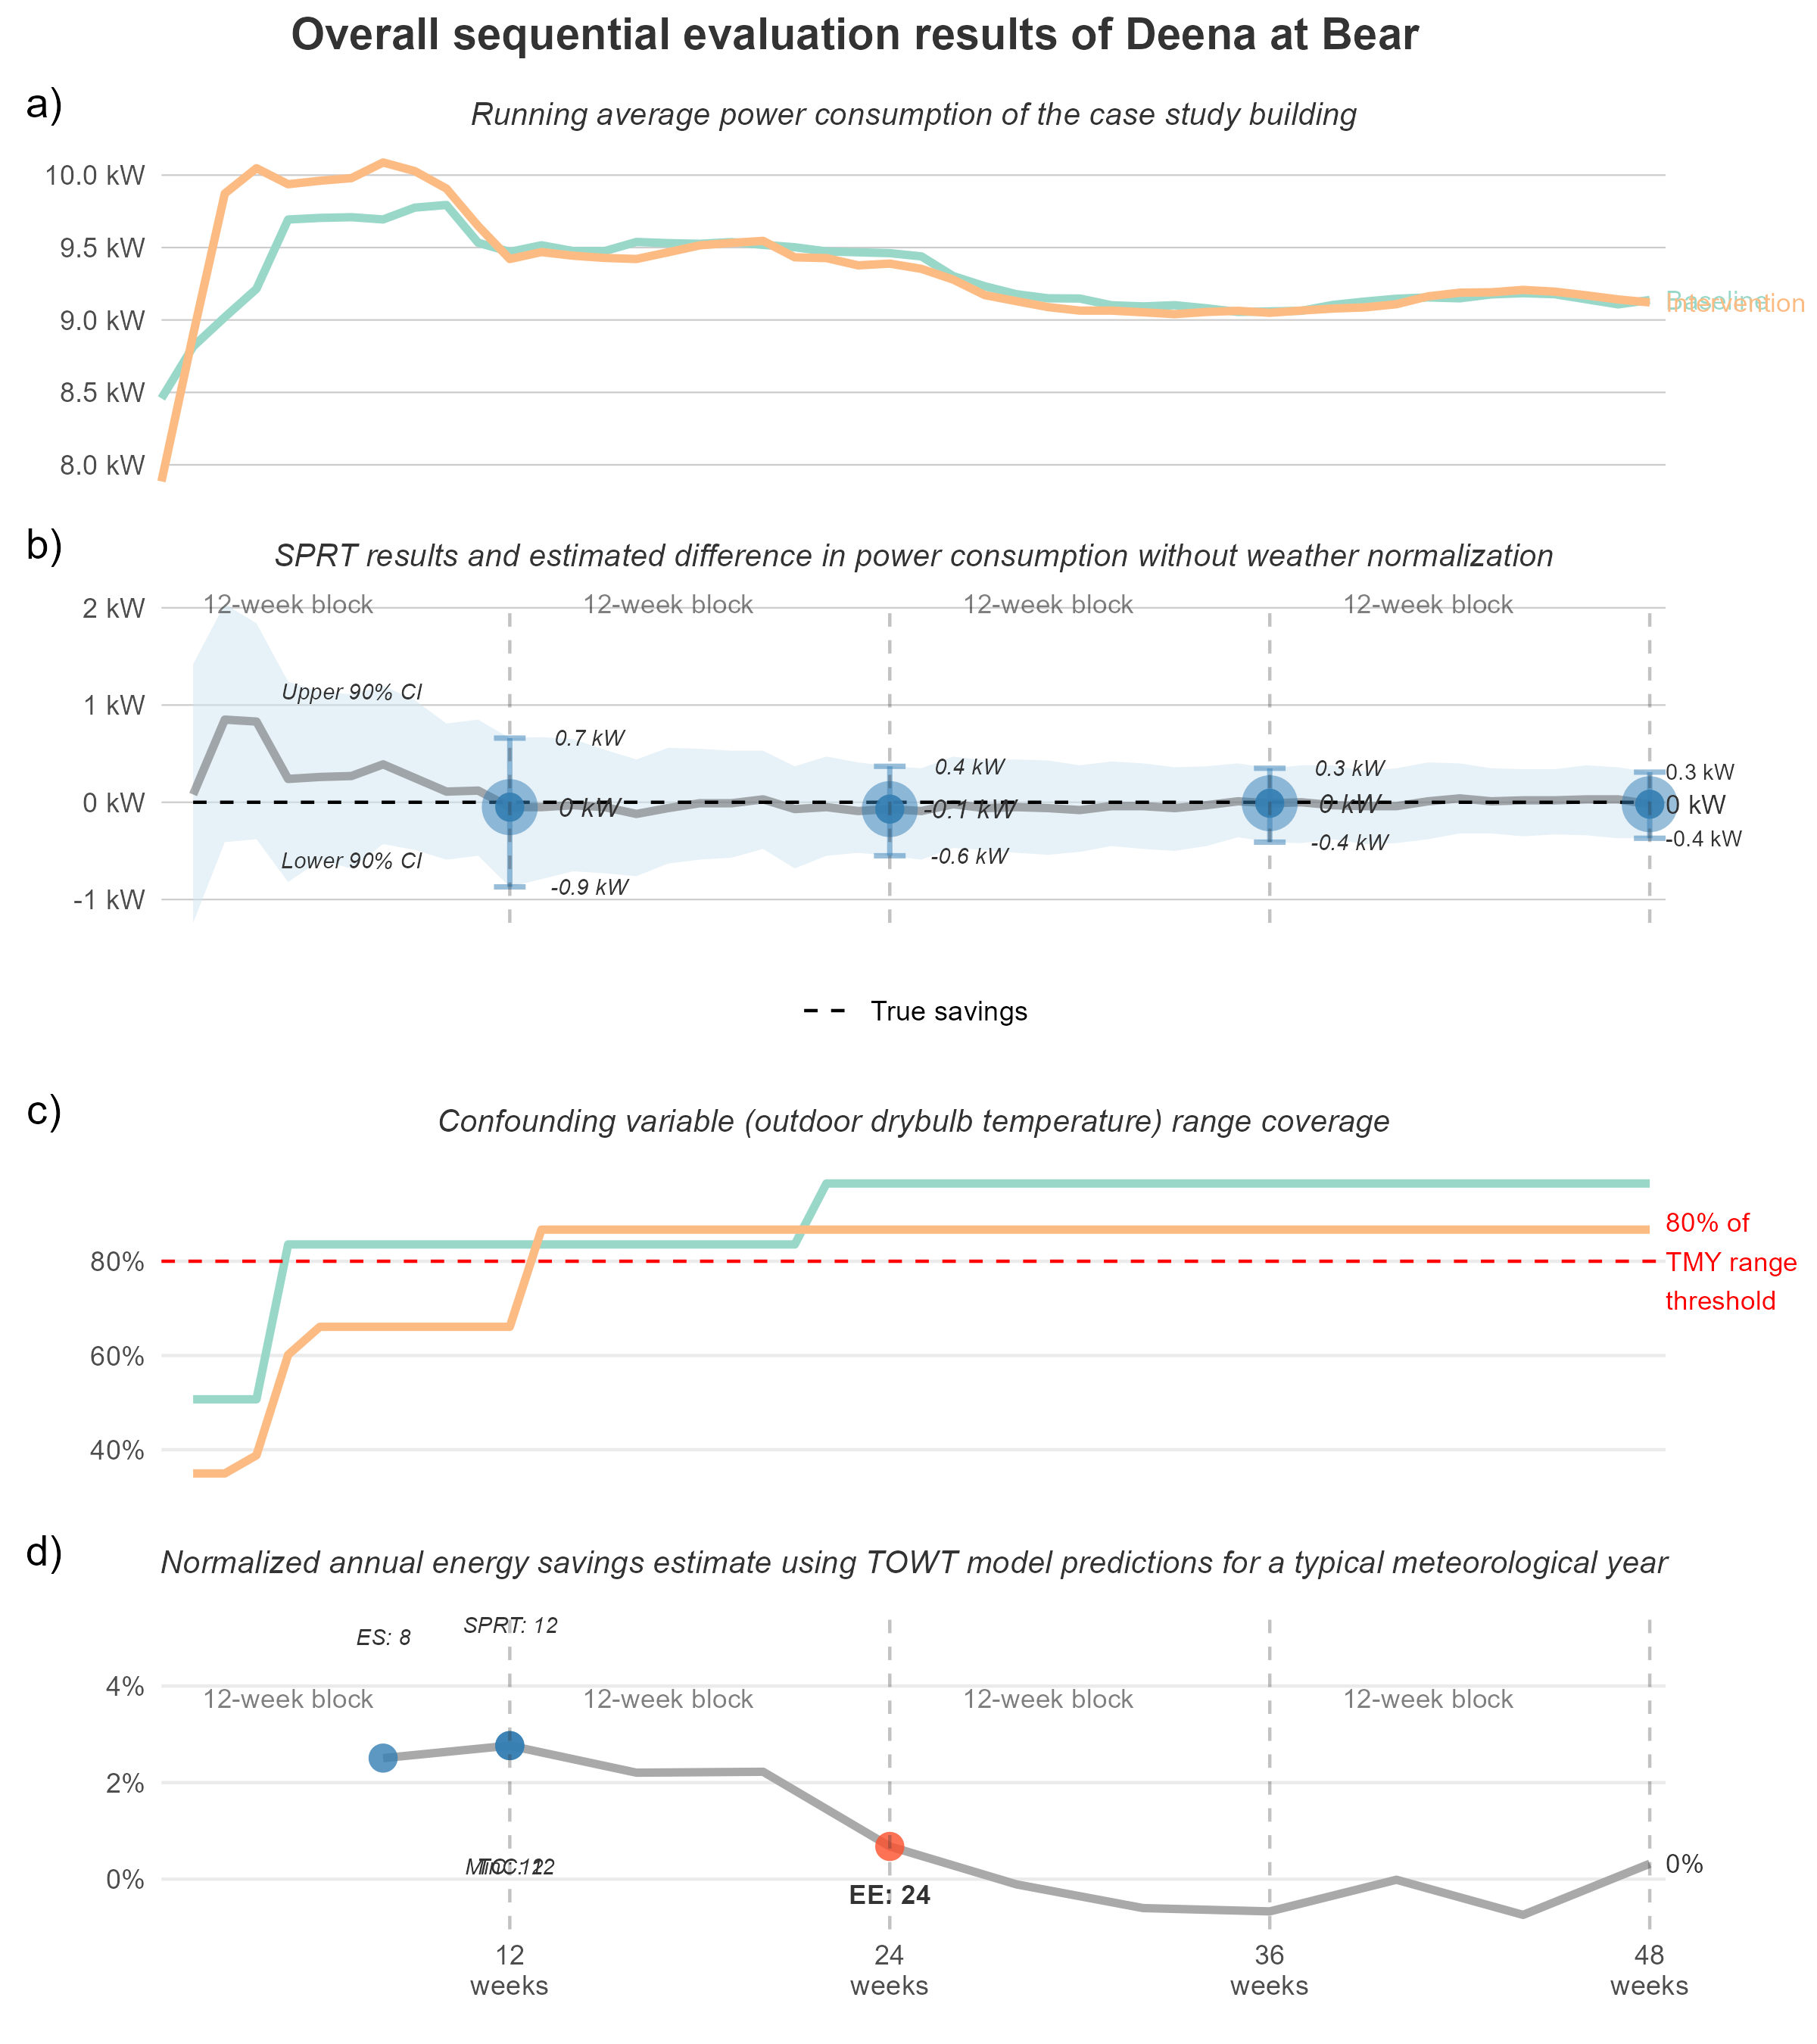 Overall sequential evaluation results of Deena at Bear
a)
Running average power consumption of the case study building
10.0 kW
9.5 kW
9.0 kW
8.5 kW
8.0 kW
Baseline
Intervention
b)
SPRT results and estimated difference in power consumption without weather normalization
12-week block
12-week block
12-week block
12-week block
2 kW
1 kW
0 kW
-1 kW
Upper 90% CI
Lower 90% CI
0.7 kW
0 kW
-0.9 kW
0.4 kW
-0.1 kW
-0.6 kW
0.3 kW
0 kW
-0.4 kW
0.3 kW
0 kW
-0.4 kW
True savings
c)
Confounding variable (outdoor drybulb temperature) range coverage
80%
60%
40%
80% of
TMY range
threshold
d)
Normalized annual energy savings estimate using TOWT model predictions for a typical meteorological year
ES: 8
SPRT: 12
4%
2%
0%
12-week block
12-week block
12-week block
12-week block
EE: 24
0%
12
weeks
24
weeks
36
weeks
48
weeks